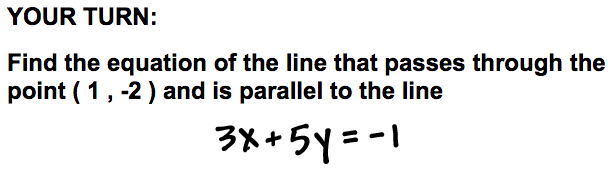 YOUR TURN:
Find the equation of the line that passes through the
point ( 1 , -2 ) and is parallel to the line
3x+5y=-1